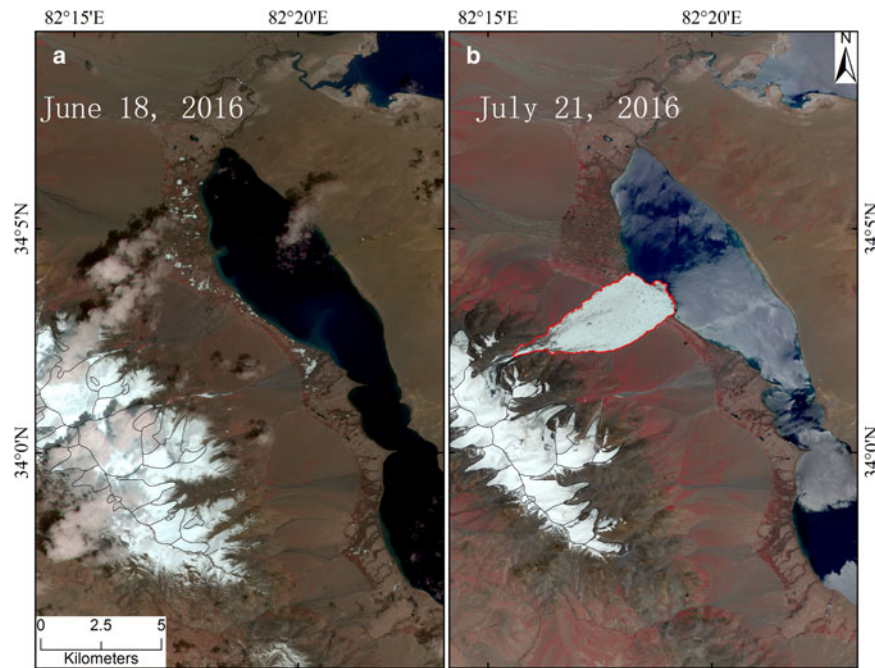 82°15'E 82°20'E 82°15'E 82°20'E
a b N
June 18, 2016 July 21, 2016
34°5'N 34°5'N
34°0'N 34°0'N
0 2.5 5
Kilometers